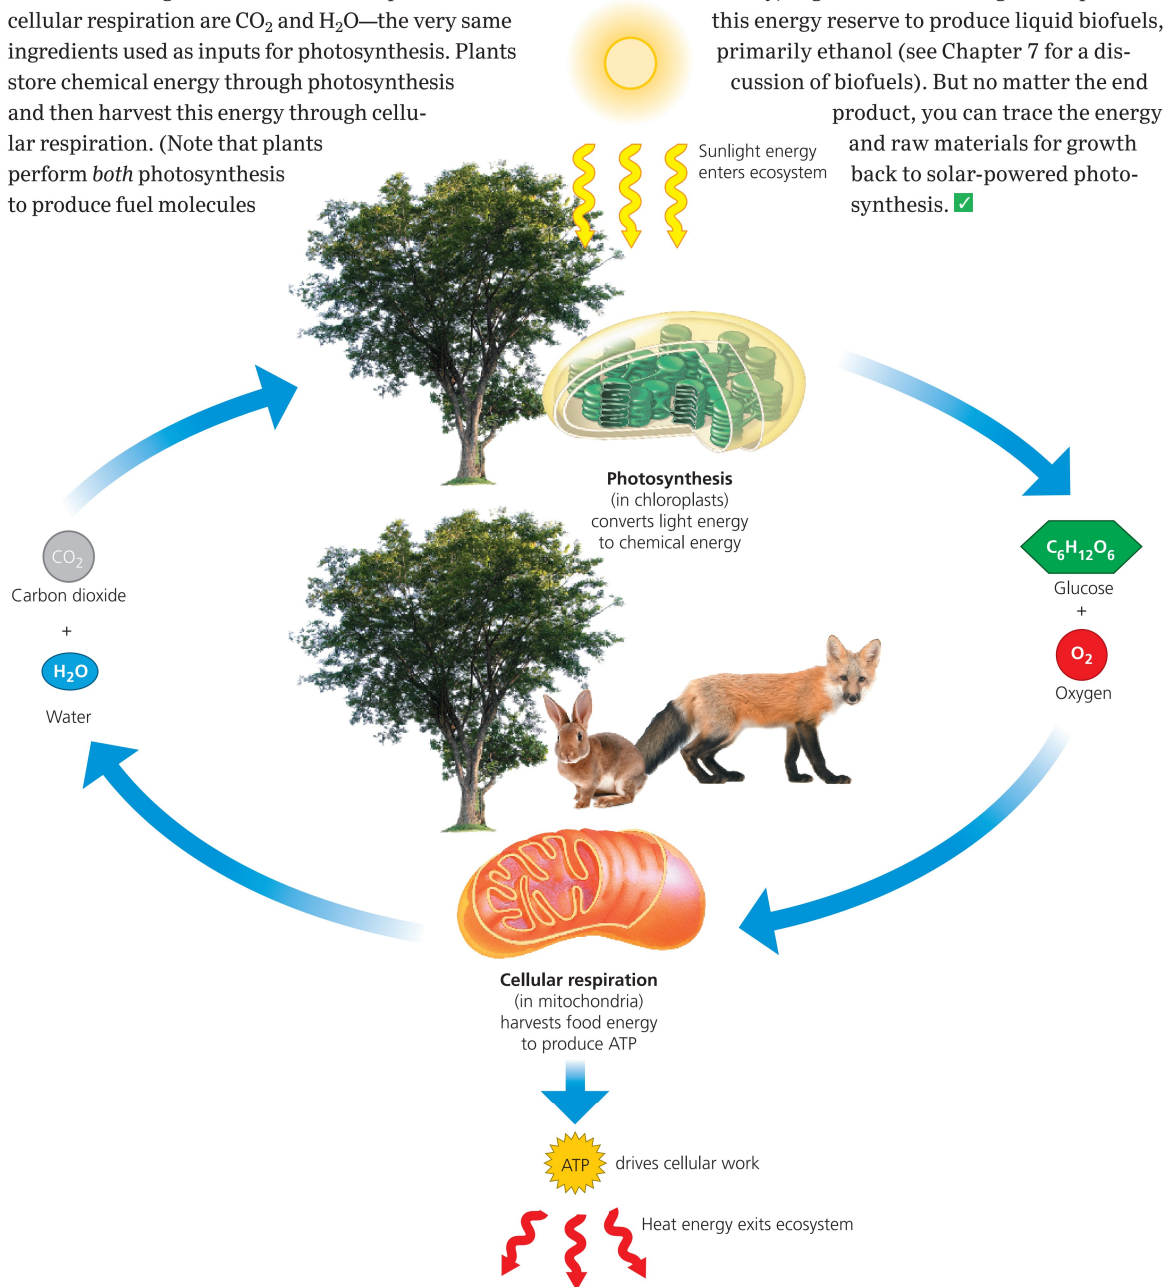 cellular respiration are CO₂ and H₂O—the very same
ingredients used as inputs for photosynthesis. Plants
store chemical energy through photosynthesis
and then harvest this energy through cellu-
lar respiration. (Note that plants
perform both photosynthesis
to produce fuel molecules
this energy reserve to produce liquid biofuels,
primarily ethanol (see Chapter 7 for a dis-
cussion of biofuels). But no matter the end
product, you can trace the energy
and raw materials for growth
back to solar-powered photo-
synthesis. ✓
Sunlight energy
enters ecosystem
Photosynthesis
(in chloroplasts)
converts light energy
to chemical energy
CO₂
Carbon dioxide
+
H₂O
Water
C₆H₁₂O₆
Glucose
+
O₂
Oxygen
Cellular respiration
(in mitochondria)
harvests food energy
to produce ATP
ATP drives cellular work
Heat energy exits ecosystem